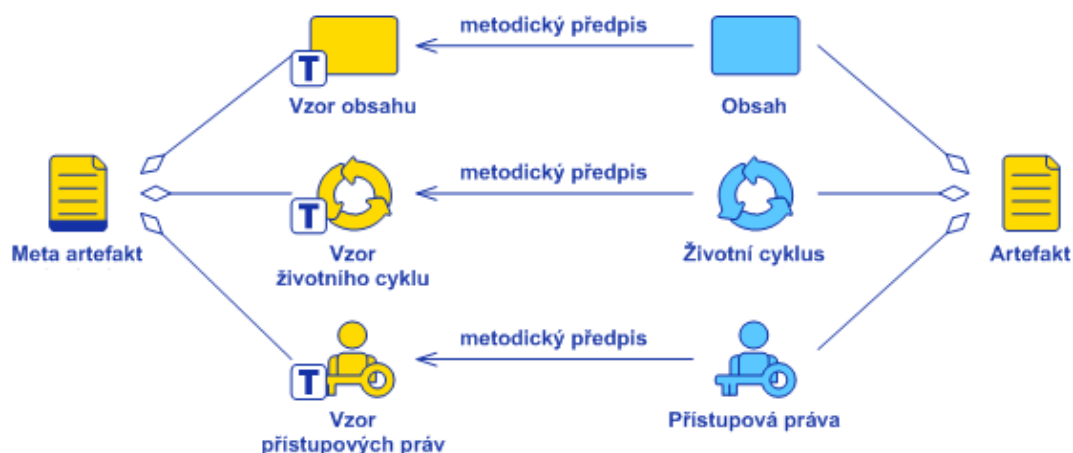 metodický předpis
T
Vzor obsahu
Obsah
metodický předpis
T
Meta artefakt
Vzor
životního cyklu
Životní cyklus
Artefakt
metodický předpis
T
Vzor
přístupových práv
Přístupová práva